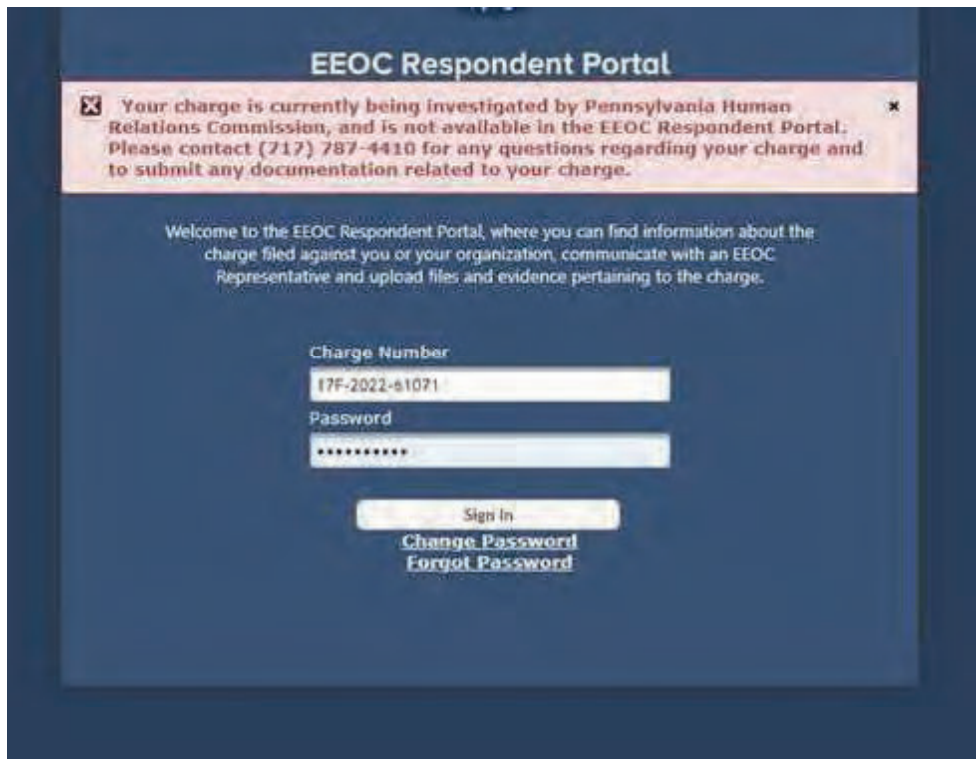 EEOC Respondent Portal
Your charge is currently being investigated by Pennsylvania Human
Relations Commission, and is not available in the EEOC Respondent Portal.
Please contact (717) 787-4410 for any questions regarding your charge and
to submit any documentation related to your charge.
Welcome to the EEOC Respondent Portal, where you can find information about the
charge filed against you or your organization, communicate with an EEOC
Representative and upload files and evidence pertaining to the charge.
Charge Number
17F-2022-61071
Password
••••••••••
Sign In
Change Password
Forgot Password